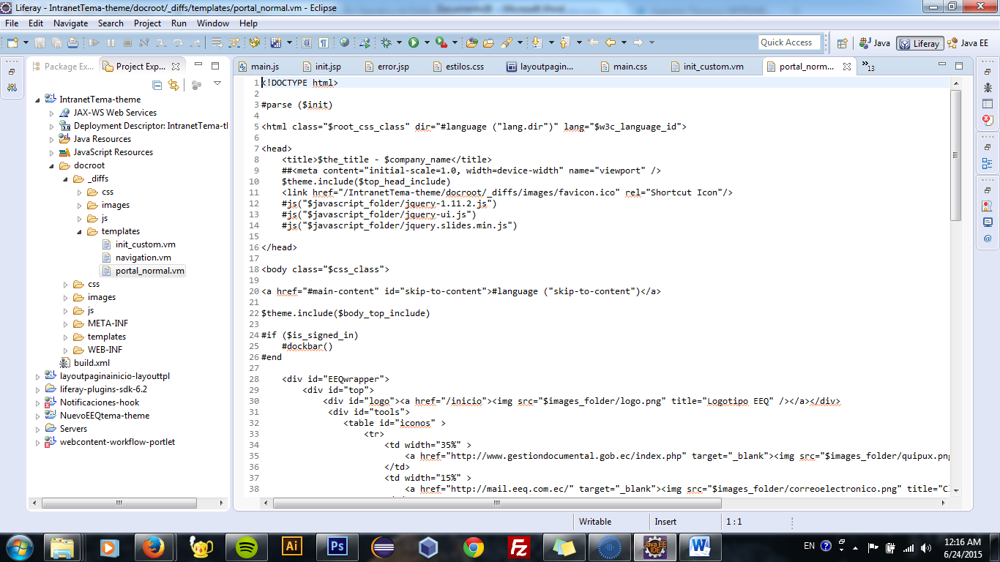 Liferay - IntranetTema-theme/docroot/_diffs/templates/portal_normal.vm - Eclipse
File Edit Navigate Search Project Run Window Help
Quick Access
Java
Liferay
Java EE
Package Ex...
Project Exp...
main.js
init.jsp
error.jsp
estilos.css
layoutpagin...
main.css
init_custom.vm
portal_norm...
»13
IntranetTema-theme
JAX-WS Web Services
Deployment Descriptor: IntranetTema-tl
Java Resources
JavaScript Resources
docroot
_diffs
css
images
js
templates
init_custom.vm
navigation.vm
portal_normal.vm
css
images
js
META-INF
templates
WEB-INF
build.xml
layoutpaginainicio-layouttpl
liferay-plugins-sdk-6.2
Notificaciones-hook
NuevoEEQtema-theme
Servers
webcontent-workflow-portlet
1 <!DOCTYPE html>
2
3 #parse ($init)
4
5 <html class="$root_css_class" dir="#language ("lang.dir")" lang="$w3c_language_id">
6
7 <head>
8 <title>$the_title - $company_name</title>
9 ##<meta content="initial-scale=1.0, width=device-width" name="viewport" />
10 $theme.include($top_head_include)
11 <link href="/IntranetTema-theme/docroot/_diffs/images/favicon.ico" rel="Shortcut Icon"/>
12 #js("$javascript_folder/jquery-1.11.2.js")
13 #js("$javascript_folder/jquery-ui.js")
14 #js("$javascript_folder/jquery.slides.min.js")
15
16 </head>
17
18 <body class="$css_class">
19
20 <a href="#main-content" id="skip-to-content">#language ("skip-to-content")</a>
21
22 $theme.include($body_top_include)
23
24 #if ($is_signed_in)
25 #dockbar()
26 #end
27
28 <div id="EEQwrapper">
29 <div id="top">
30 <div id="logo"><a href="/inicio"><img src="$images_folder/logo.png" title="Logotipo EEQ" /></a></div>
31 <div id="tools">
32 <table id="iconos" >
33 <tr>
34 <td width="35%" >
35 <a href="http://www.gestiondocumental.gob.ec/index.php" target="_blank"><img src="$images_folder/quipux.png
36 </td>
37 <td width="15%" >
38 <a href="http://mail.eeq.com.ec/" target="_blank"><img src="$images_folder/correoelectronico.png" title="C
Writable
Insert
1 : 1
Ai
Ps
Java EE
IDE
EN
12:16 AM
6/24/2015